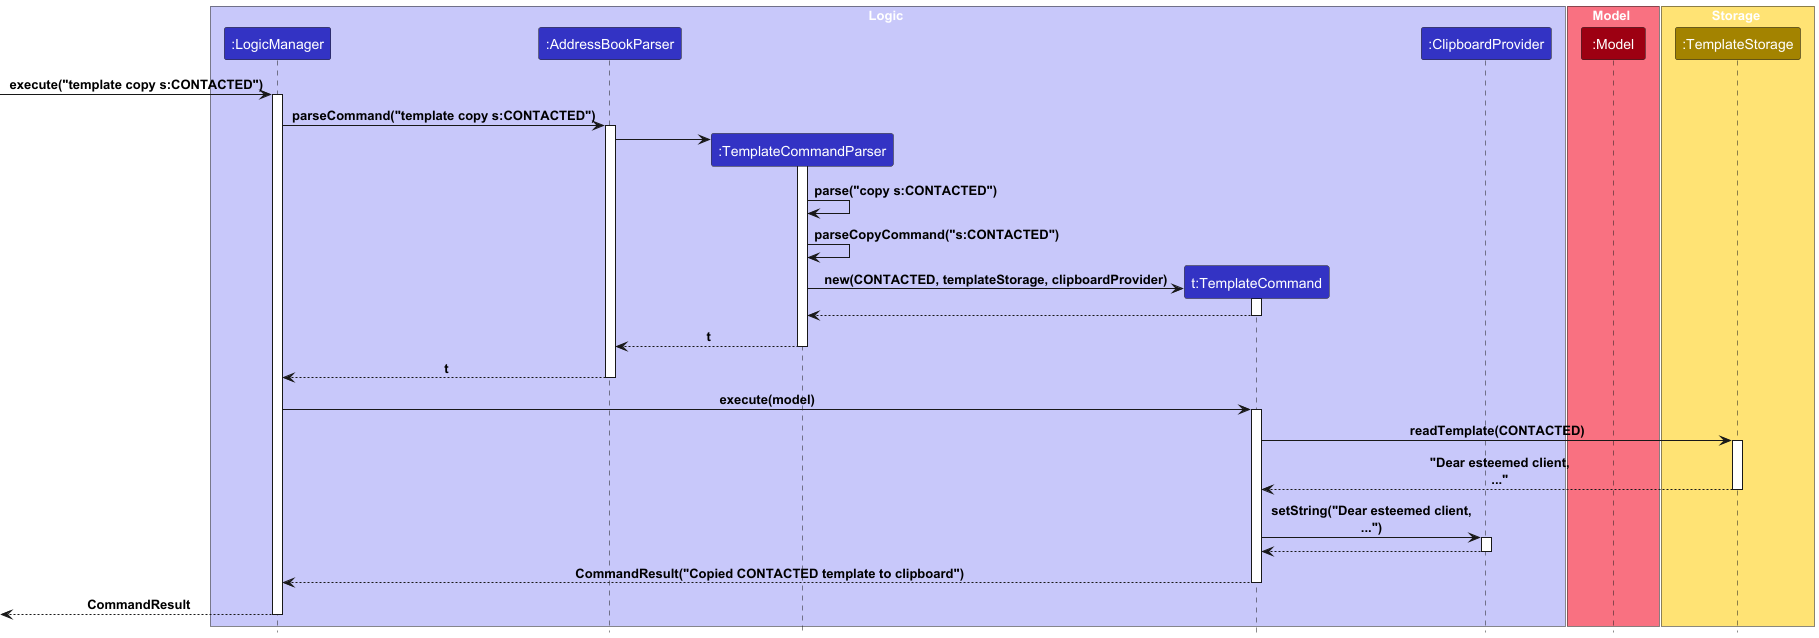 Logic
Model
Storage
:LogicManager
:AddressBookParser
:ClipboardProvider
:Model
:TemplateStorage
execute("template copy s:CONTACTED")
parseCommand("template copy s:CONTACTED")
:TemplateCommandParser
parse("copy s:CONTACTED")
parseCopyCommand("s:CONTACTED")
new(CONTACTED, templateStorage, clipboardProvider)
t:TemplateCommand
t
t
execute(model)
readTemplate(CONTACTED)
"Dear esteemed client,
..."
setString("Dear esteemed client,
...")
CommandResult("Copied CONTACTED template to clipboard")
CommandResult